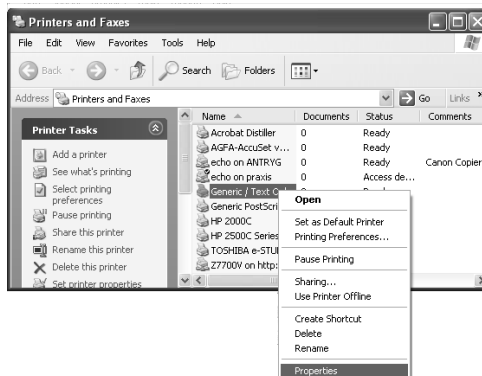 Printers and Faxes
File Edit View Favorites Tools Help
Back Search Folders
Address Printers and Faxes Go Links
Printer Tasks
Add a printer
See what's printing
Select printing
preferences
Pause printing
Share this printer
Rename this printer
Delete this printer
Set printer properties
Name Documents Status Comments
Acrobat Distiller 0 Ready
AGFA-AccuSet v... 0 Ready
echo on ANTRYG 0 Ready Canon Copier
echo on praxis 0 Access de...
Generic / Text
Generic PostScri
HP 2000C
HP 2500C Series
TOSHIBA e-STU
Z7700V on http:
Open
Set as Default Printer
Printing Preferences...
Pause Printing
Sharing...
Use Printer Offline
Create Shortcut
Delete
Rename
Properties